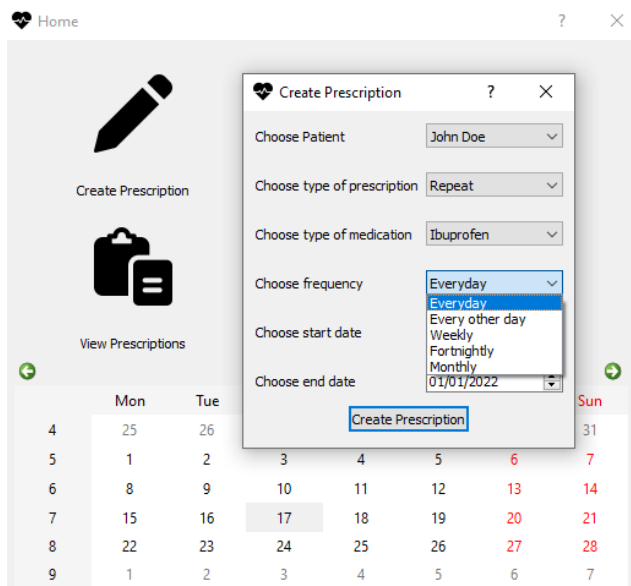 Home ?
Create Prescription ?
Choose Patient John Doe
Create Prescription
Choose type of prescription Repeat
Choose type of medication Ibuprofen
Choose frequency Everyday
Everyday
Every other day
Choose start date
Weekly
View Prescriptions
Fortnightly
Monthly
Choose end date 01/01/2022
Mon Tue Sun
Create Prescription
4 25 26 31
5 1 2 3 4 5 6 7
6 8 9 10 11 12 13 14
7 15 16 17 18 19 20 21
8 22 23 24 25 26 27 28
9 1 2 3 4 5 6 7